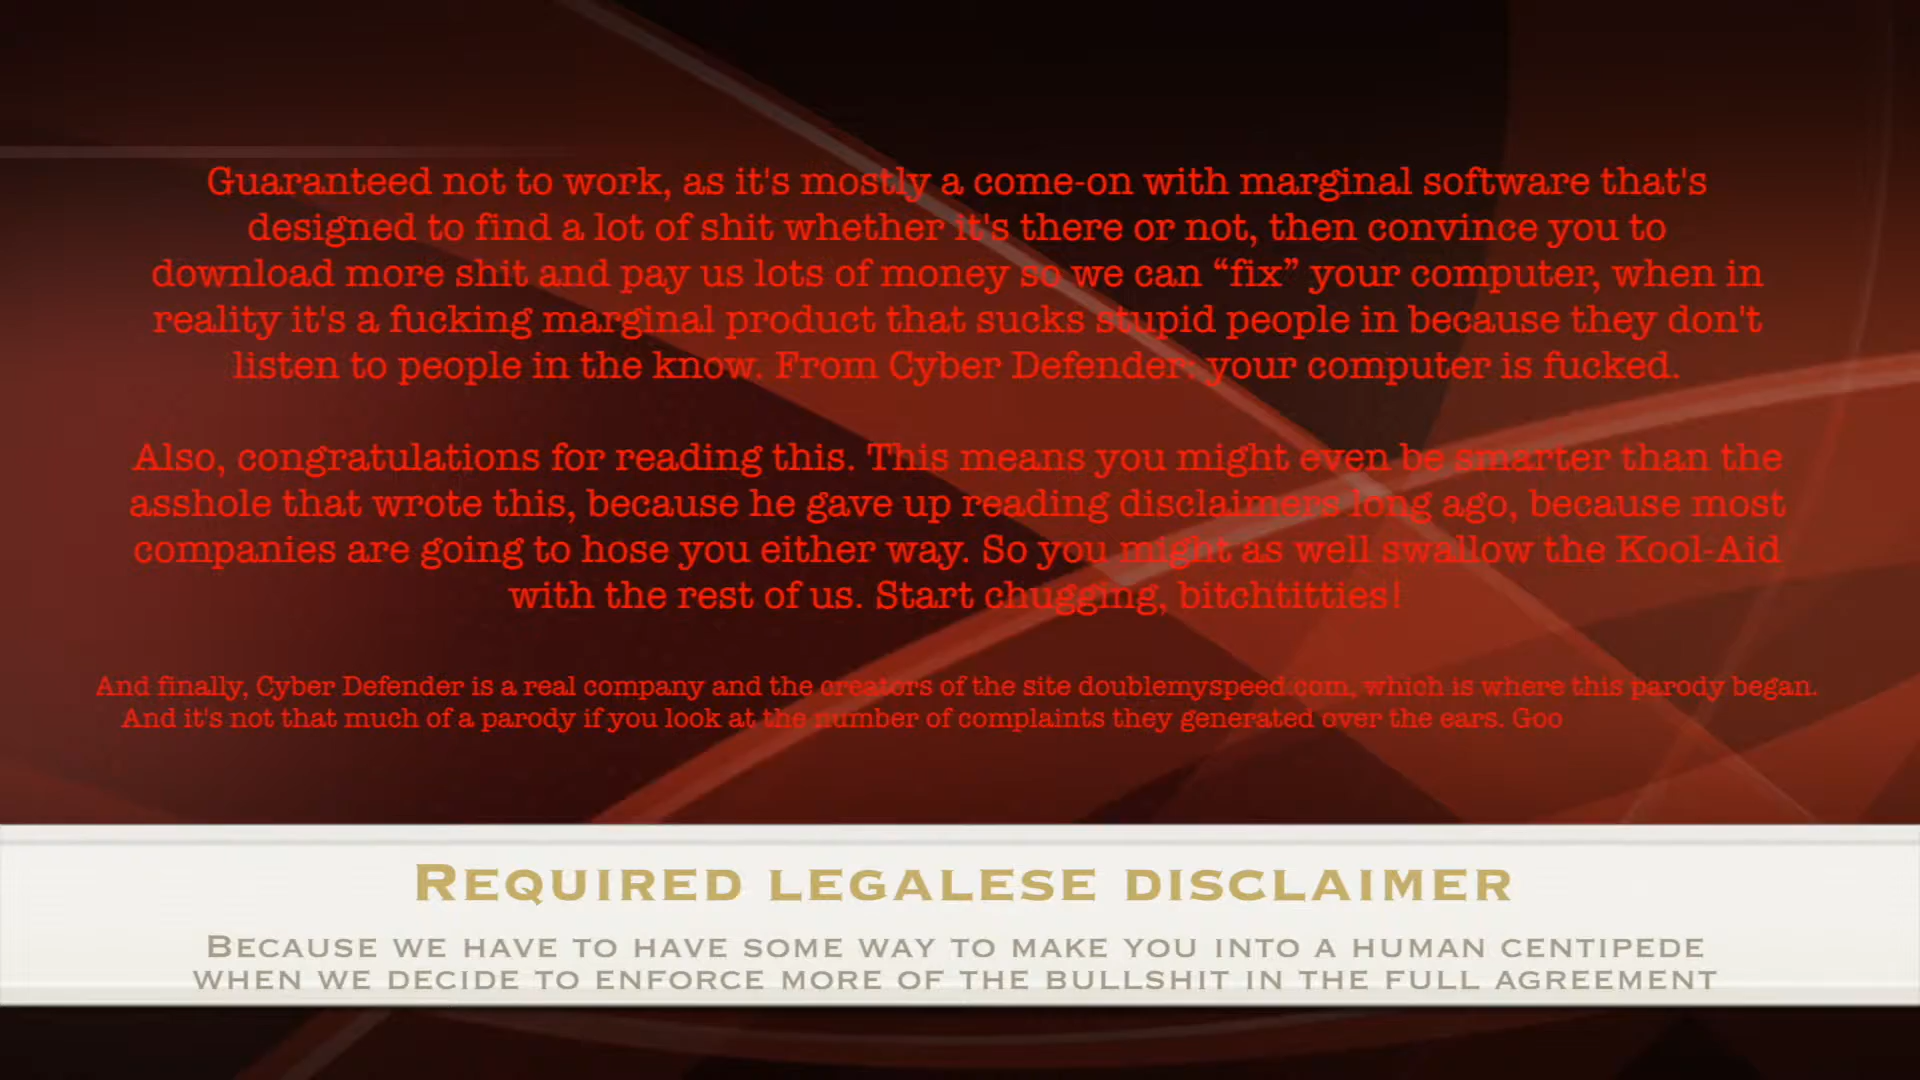 Guaranteed not to work, as it's mostly a come-on with marginal software that's
designed to find a lot of shit whether it's there or not, then convince you to
download more shit and pay us lots of money so we can “fix” your computer, when in
reality it's a fucking marginal product that sucks stupid people in because they don't
listen to people in the know. From Cyber Defender: your computer is fucked.
Also, congratulations for reading this. This means you might even be smarter than the
asshole that wrote this, because he gave up reading disclaimers long ago, because most
companies are going to hose you either way. So you might as well swallow the Kool-Aid
with the rest of us. Start chugging, bitchtitties!
And finally, Cyber Defender is a real company and the creators of the site doublemyspeed.com, which is where this parody began.
And it's not that much of a parody if you look at the number of complaints they generated over the ears. Goo
REQUIRED LEGALESE DISCLAIMER
BECAUSE WE HAVE TO HAVE SOME WAY TO MAKE YOU INTO A HUMAN CENTIPEDE
WHEN WE DECIDE TO ENFORCE MORE OF THE BULLSHIT IN THE FULL AGREEMENT